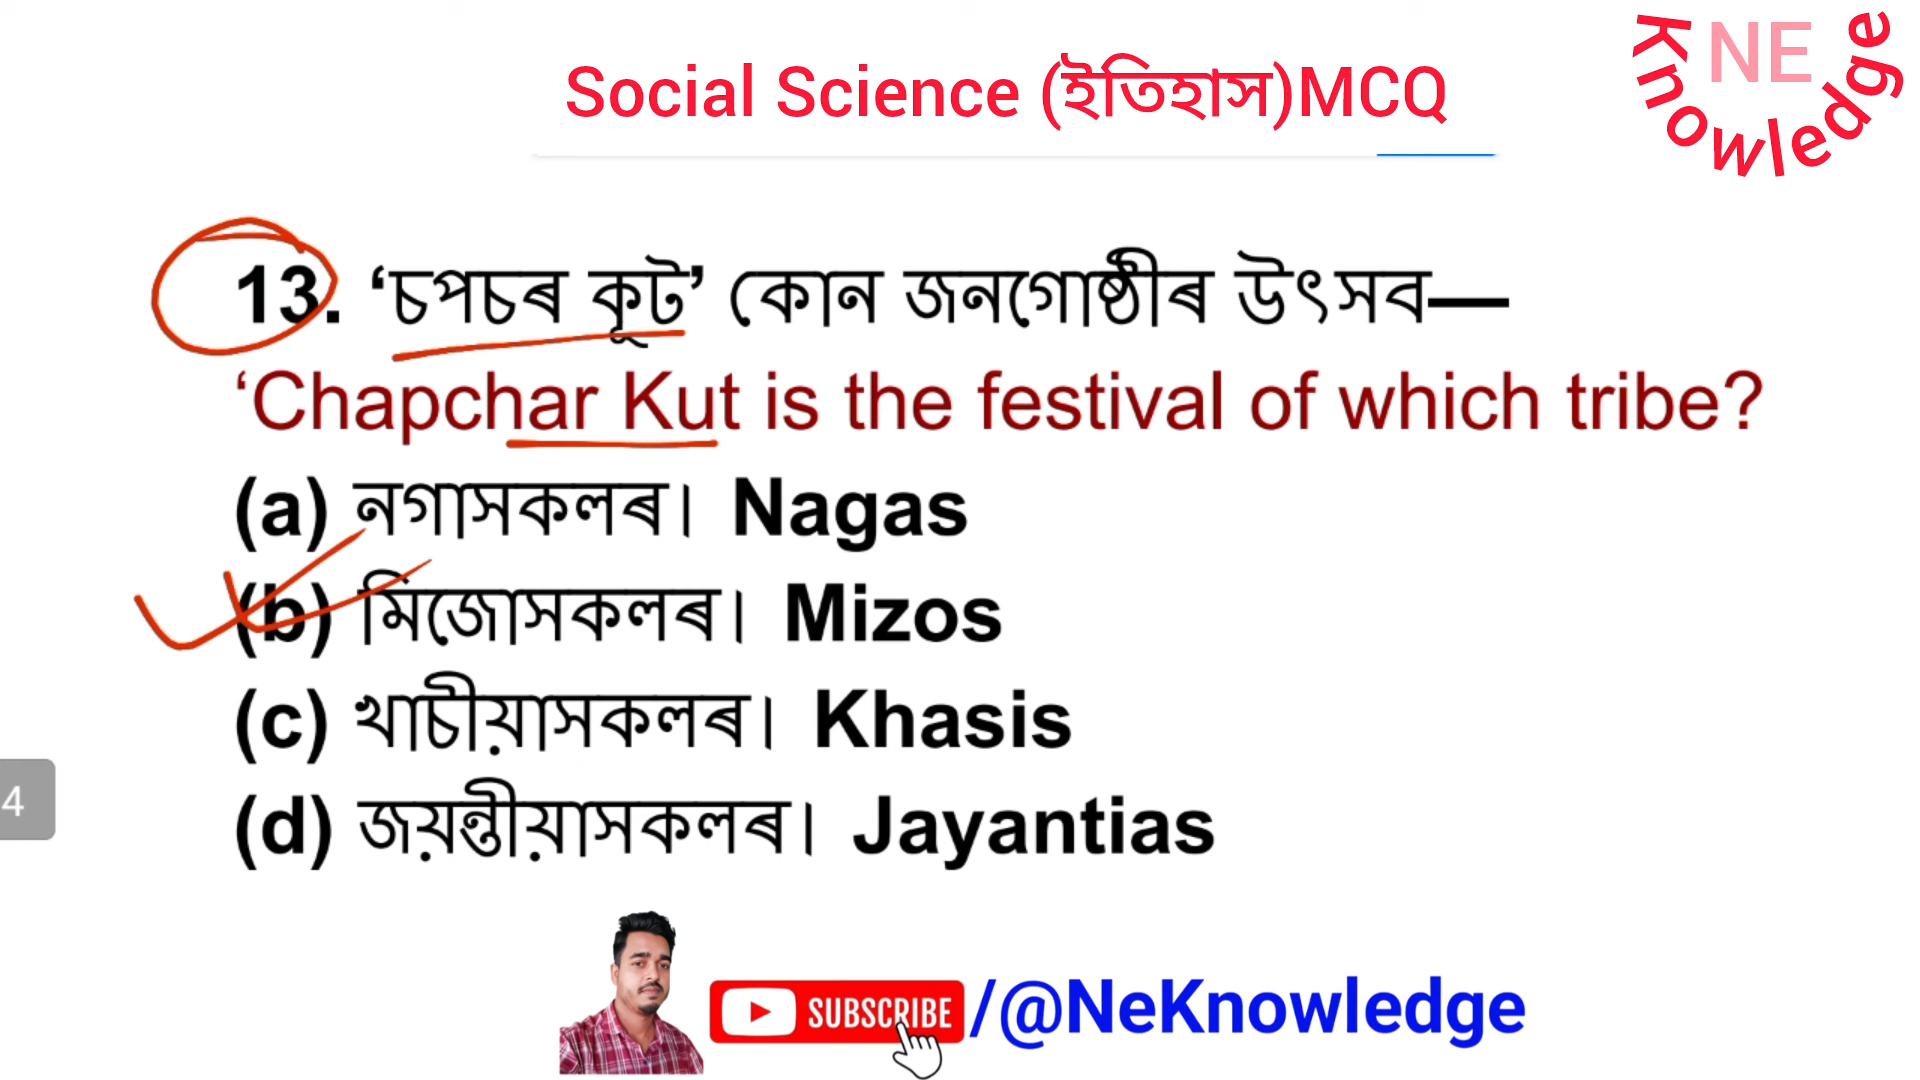 Social Science (ইতিহাস)MCQ
NE
Knowledge
13. ‘চপচৰ কূট’ কোন জনগোষ্ঠীৰ উৎসব—
‘Chapchar Kut is the festival of which tribe?
(a) নগাসকলৰ। Nagas
(b) মিজোসকলৰ। Mizos
(c) খাচীয়াসকলৰ। Khasis
(d) জয়ন্তীয়াসকলৰ। Jayantias
4
SUBSCRIBE /@NeKnowledge